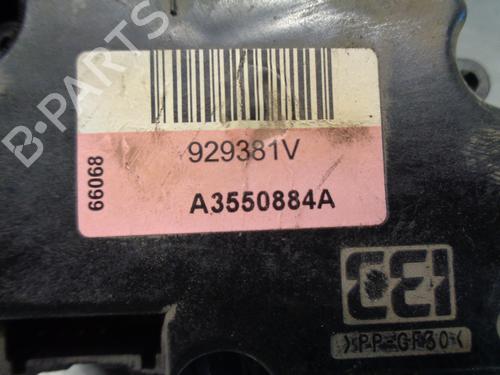 B-PARTS
66068
929381V
A3550884A
CEI
>PP-GF30<